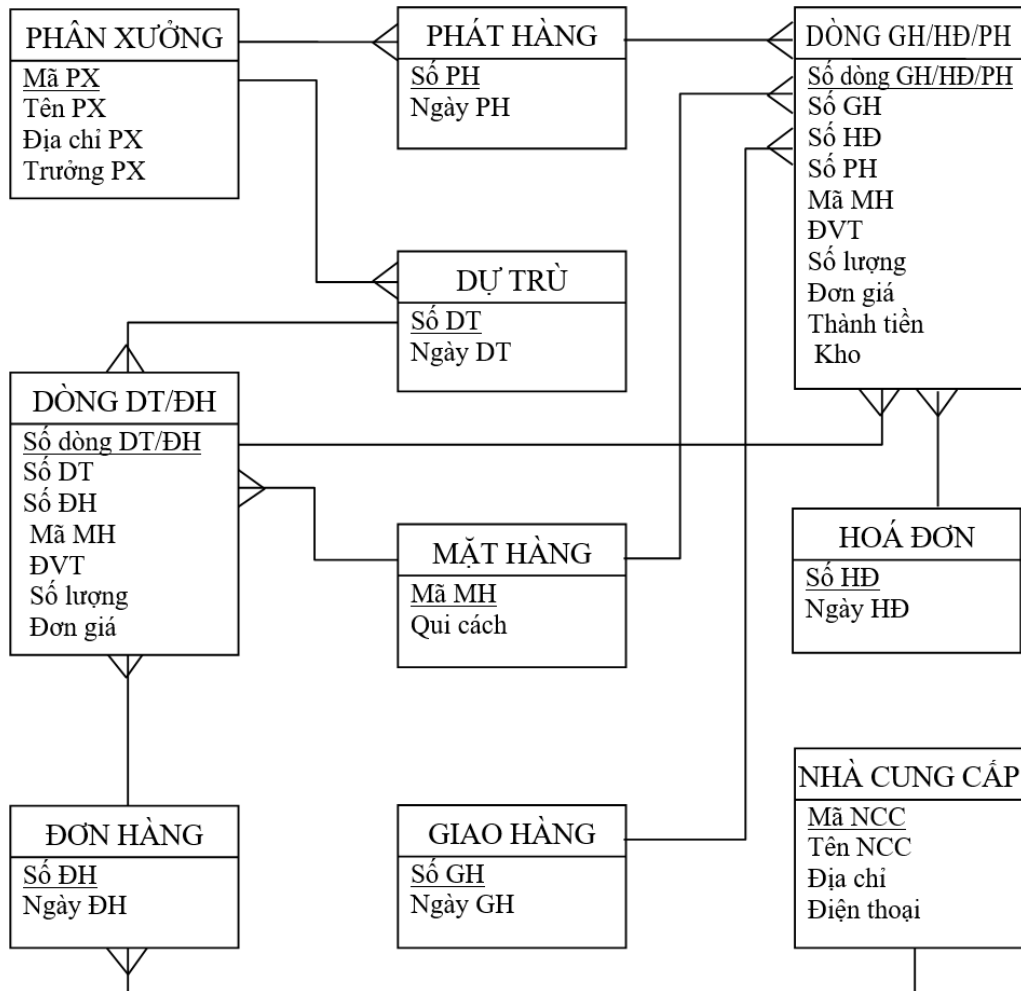 PHÂN XƯỞNG
Mã PX
Tên PX
Địa chỉ PX
Trưởng PX
PHÁT HÀNG
Số PH
Ngày PH
DÒNG GH/HĐ/PH
Số dòng GH/HĐ/PH
Số GH
Số HĐ
Số PH
Mã MH
ĐVT
Số lượng
Đơn giá
Thành tiền
Kho
DỰ TRÙ
Số DT
Ngày DT
DÒNG DT/ĐH
Số dòng DT/ĐH
Số DT
Số ĐH
Mã MH
ĐVT
Số lượng
Đơn giá
MẶT HÀNG
Mã MH
Qui cách
HOÁ ĐƠN
Số HĐ
Ngày HĐ
ĐƠN HÀNG
Số ĐH
Ngày ĐH
GIAO HÀNG
Số GH
Ngày GH
NHÀ CUNG CẤP
Mã NCC
Tên NCC
Địa chỉ
Điện thoại